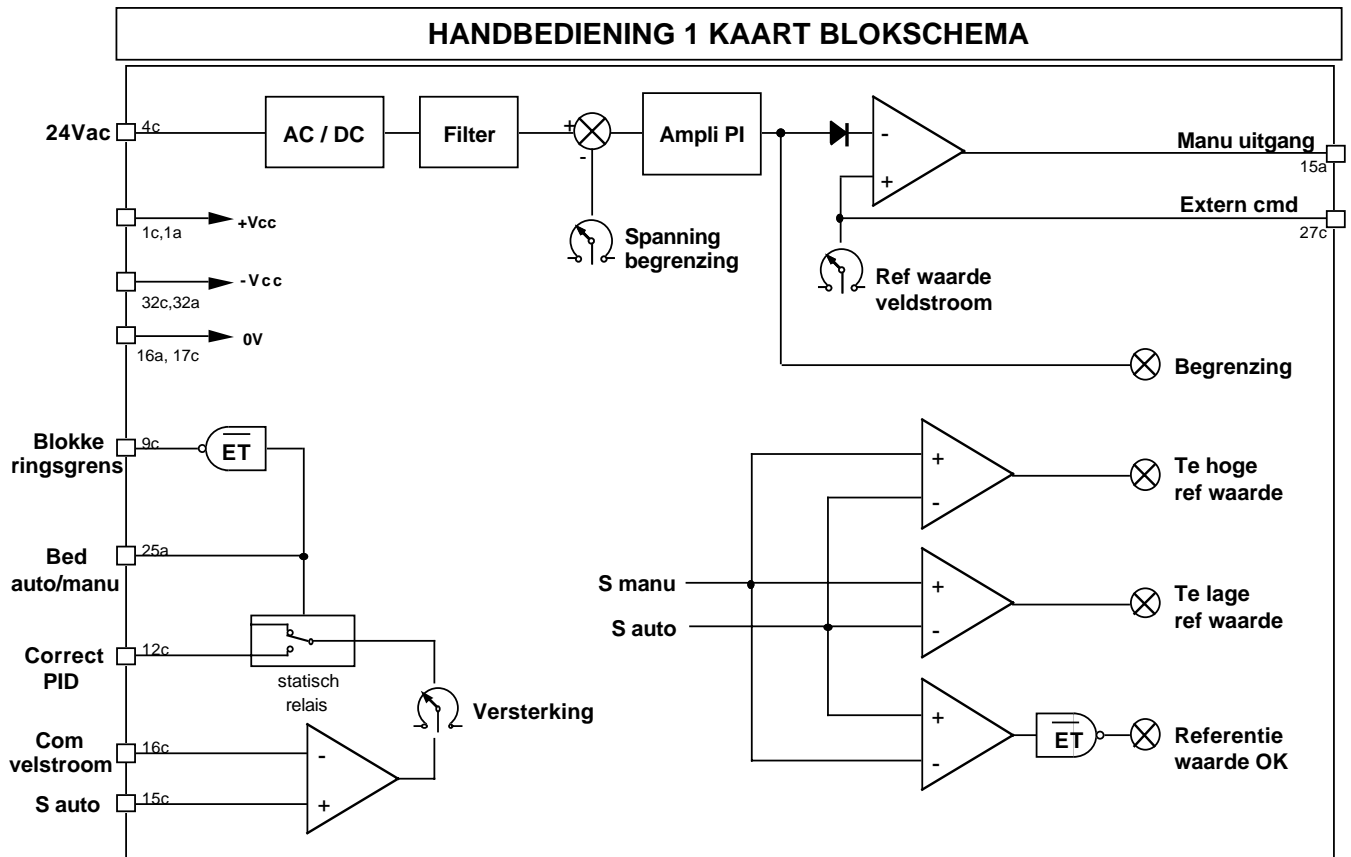 HANDBEDIENING 1 KAART BLOKSCHEMA
24Vac
4c
AC / DC
Filter
+
-
Ampli PI
-
+
Manu uitgang
15a
Extern cmd
27c
1c,1a
+Vcc
Spanning
begrenzing
Ref waarde
veldstroom
-Vcc
32c,32a
0V
16a, 17c
Begrenzing
Blokke
ringsgrens
9c
ET
+
-
Te hoge
ref waarde
Bed
auto/manu
25a
S manu
S auto
+
-
Te lage
ref waarde
Correct
PID
12c
statisch
relais
Versterking
+
-
ET
Referentie
waarde OK
Com
velstroom
16c
-
S auto
15c
+